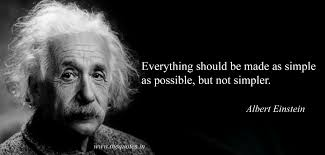 Everything should be made as simple
as possible, but not simpler.
Albert Einstein